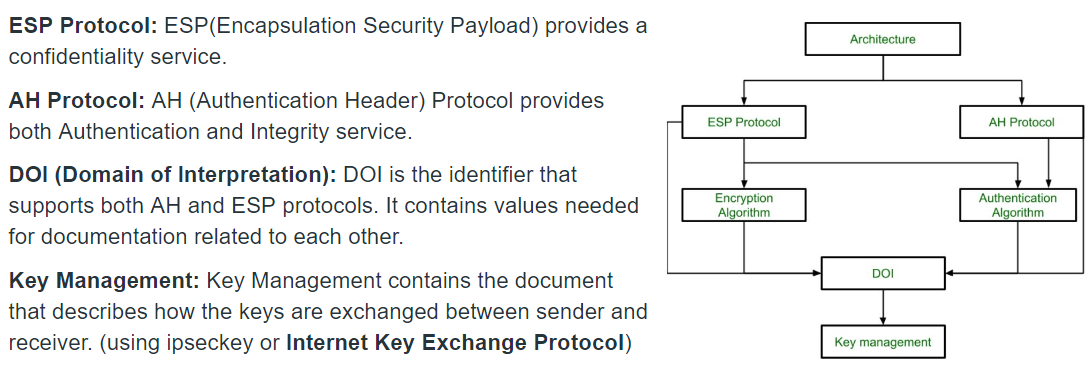 ESP Protocol: ESP(Encapsulation Security Payload) provides a
confidentiality service.
AH Protocol: AH (Authentication Header) Protocol provides
both Authentication and Integrity service.
DOI (Domain of Interpretation): DOI is the identifier that
supports both AH and ESP protocols. It contains values needed
for documentation related to each other.
Key Management: Key Management contains the document
that describes how the keys are exchanged between sender and
receiver. (using ipseckey or Internet Key Exchange Protocol)
Architecture
ESP Protocol
AH Protocol
Encryption
Algorithm
Authentication
Algorithm
DOI
Key management